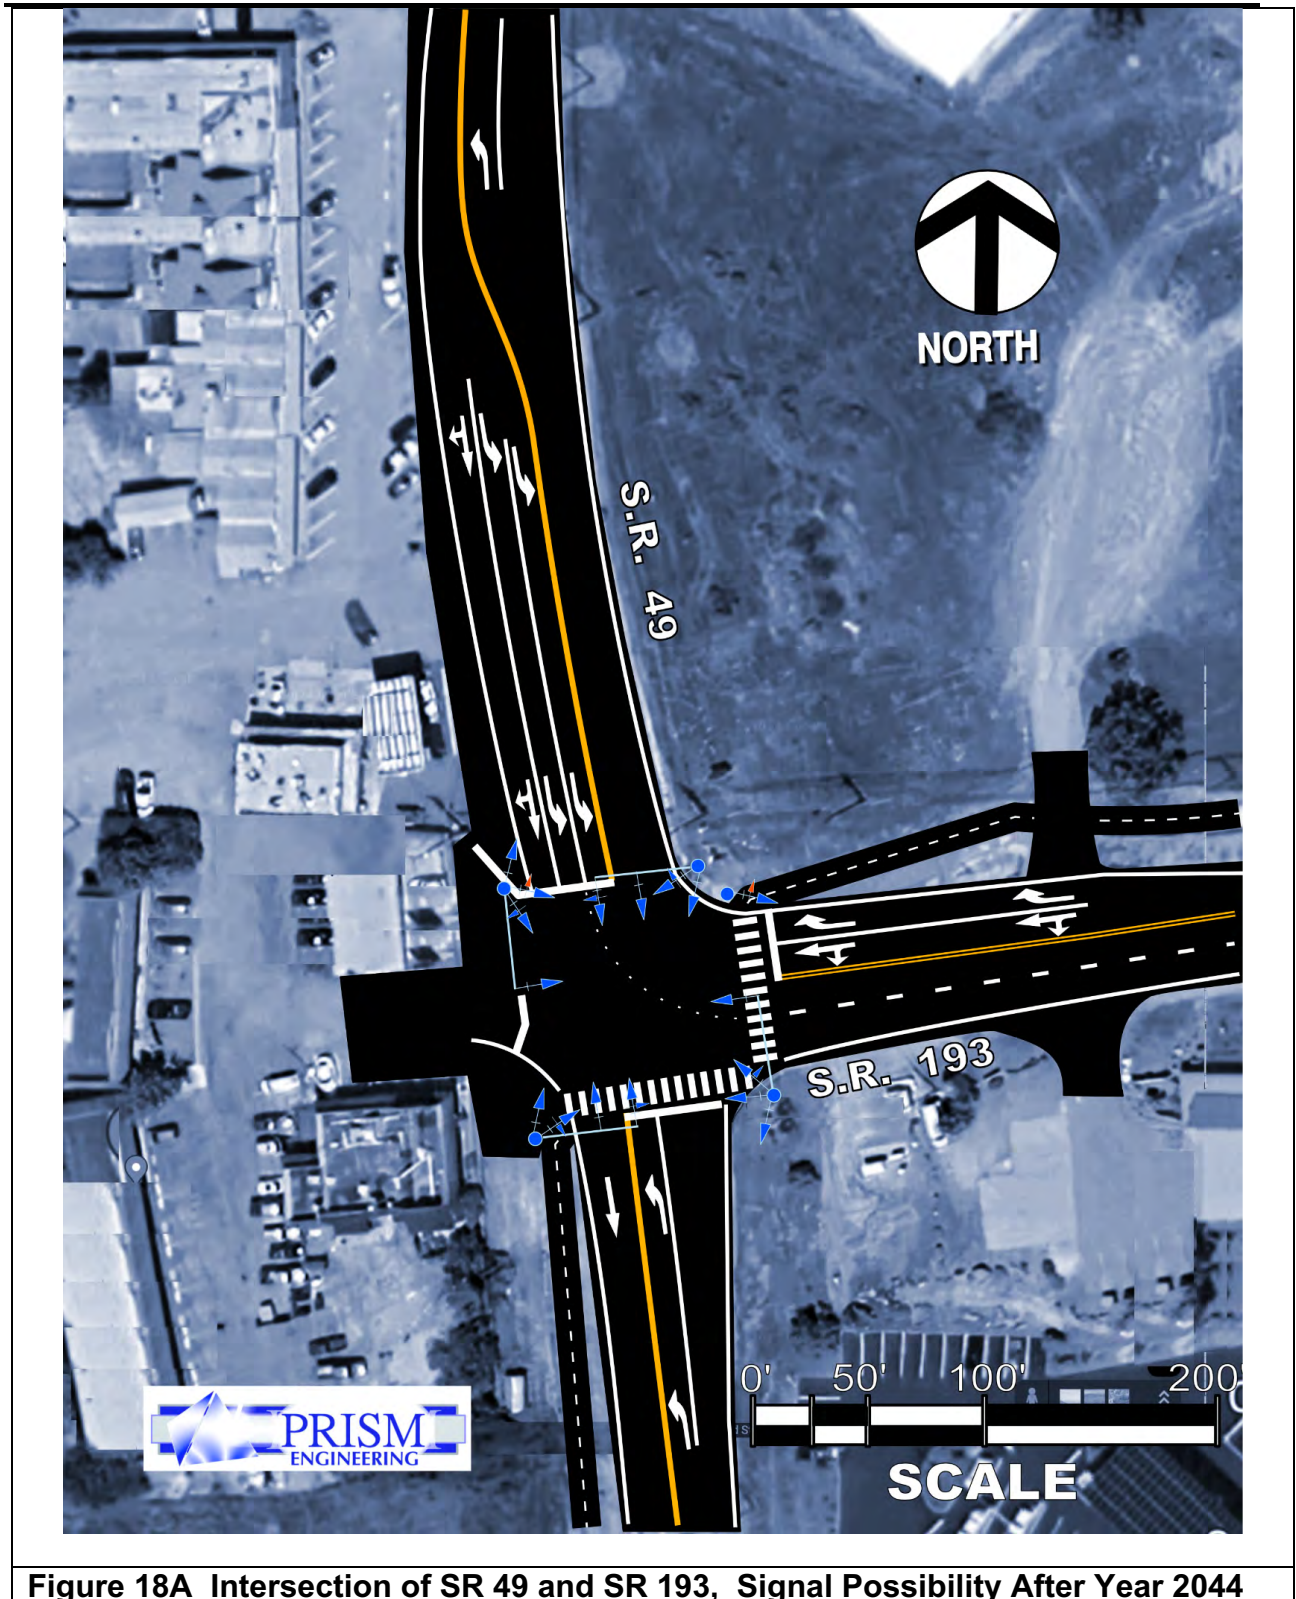 NORTH
S.R. 49
S.R. 193
0' 50' 100' 200'
SCALE
PRISM
ENGINEERING
Figure 18A Intersection of SR 49 and SR 193, Signal Possibility After Year 2044